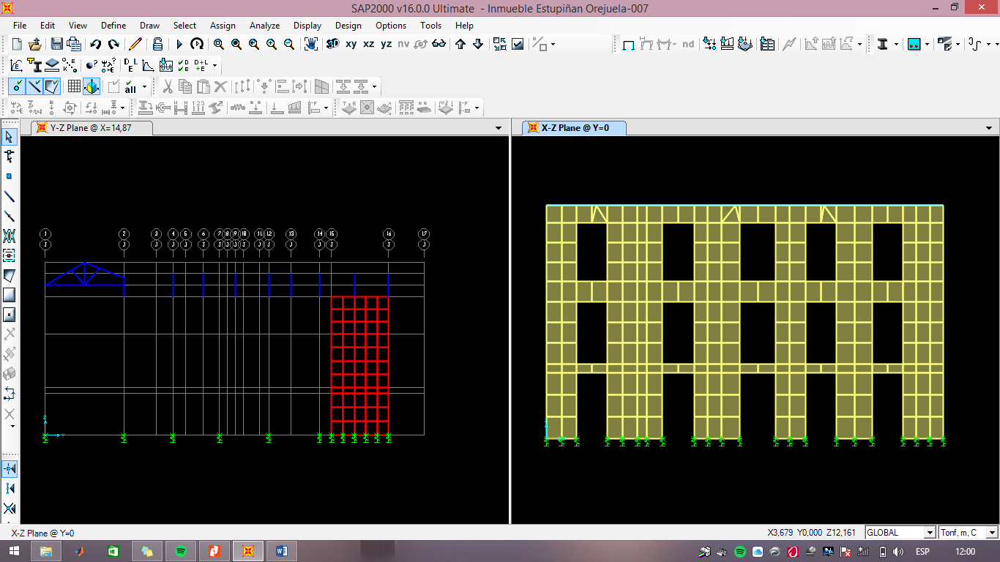 SAP2000 v16.0.0 Ultimate - Inmueble Estupiñan Orejuela-007
File Edit View Define Draw Select Assign Analyze Display Design Options Tools Help
3D xy xz yz nv nd
all
Y-Z Plane @ X=14,87
X-Z Plane @ Y=0
1 2 3 4 5 6 7 8 9 10 11 12 13 14 15 16 17
J J J J J J J J J J J J J J J J J
Z
Y
X-Z Plane @ Y=0
X3,679 Y0,000 Z12,161
GLOBAL
Tonf, m, C
ESP
12:00